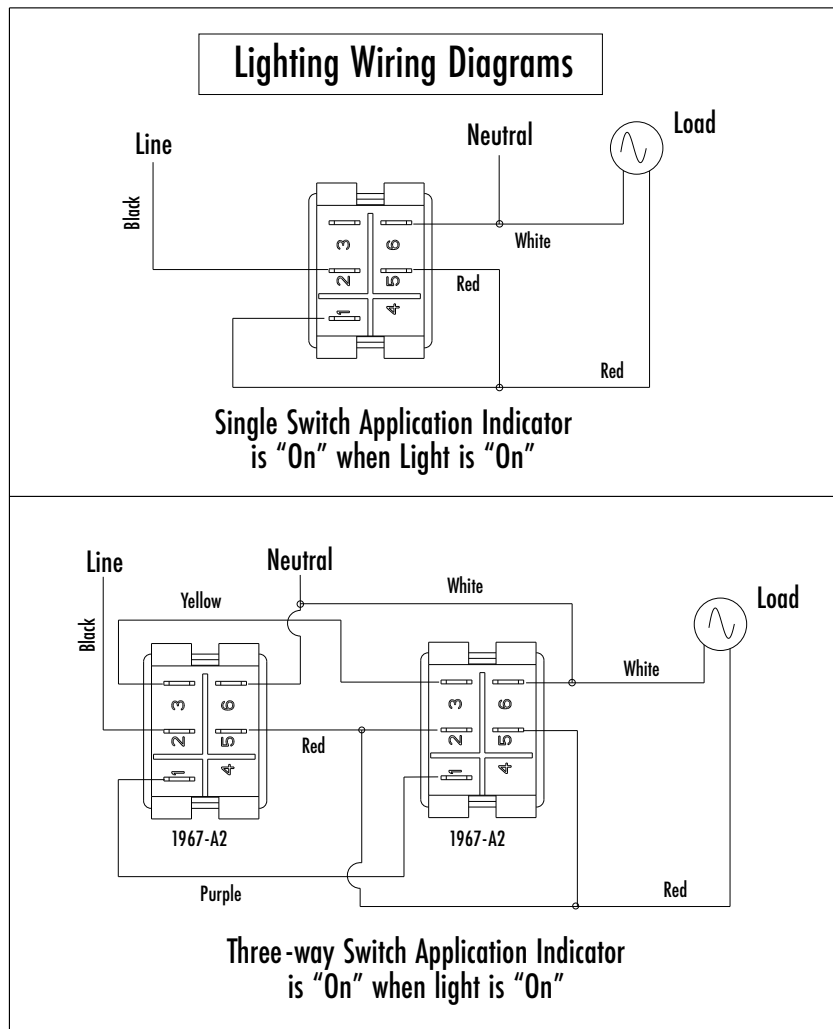 Lighting Wiring Diagrams
Line
Neutral
Load
Black
3
6
White
2
5
Red
1
4
Red
Single Switch Application Indicator
is “On” when Light is “On”
Line
Neutral
White
Load
Yellow
Black
3
6
3
6
White
2
5
Red
2
5
1
4
1
4
1967-A2
1967-A2
Purple
Red
Three-way Switch Application Indicator
is “On” when light is “On”